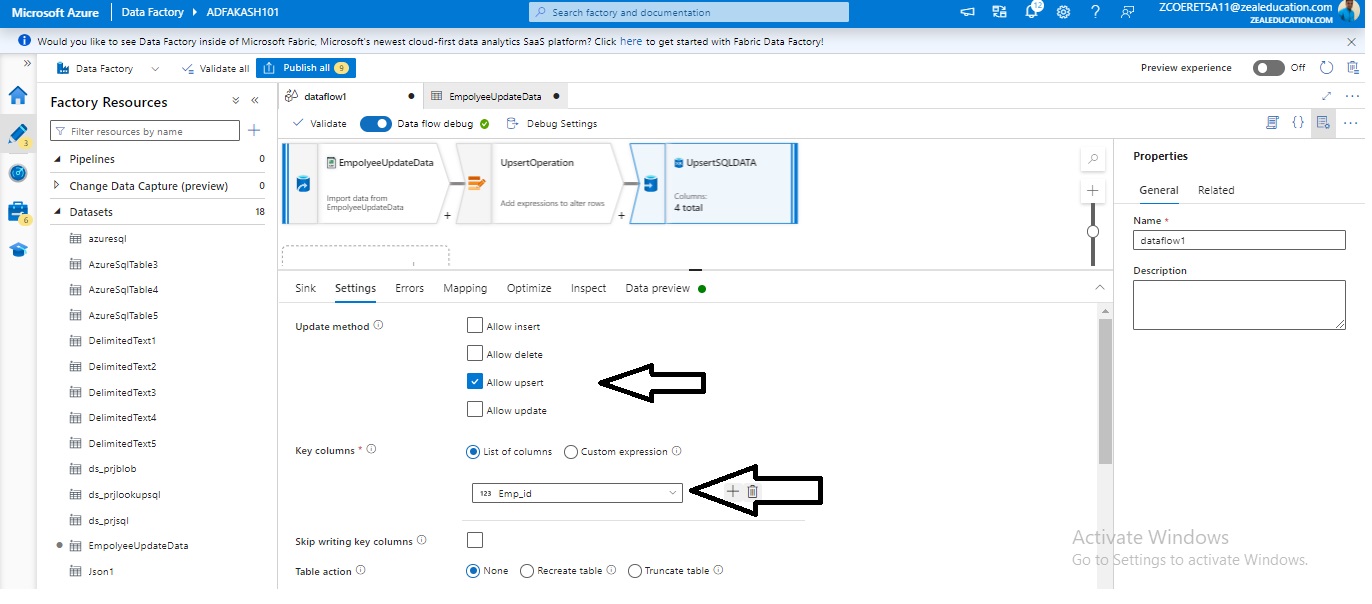 Microsoft Azure Data Factory ADFAKASH101 Search factory and documentation 12 ZCOERET5A11@zealeducation.com
ZEALEDUCATION.COM
Would you like to see Data Factory inside of Microsoft Fabric, Microsoft's newest cloud-first data analytics SaaS platform? Click here to get started with Fabric Data Factory!
Data Factory Validate all Publish all 9 Preview experience Off
Factory Resources
Filter resources by name
Pipelines 0
Change Data Capture (preview) 0
Datasets 18
azuresql
AzureSqlTable3
AzureSqlTable4
AzureSqlTable5
DelimitedText1
DelimitedText2
DelimitedText3
DelimitedText4
DelimitedText5
ds_prjblob
ds_prjlookupsql
ds_prjsql
EmpolyeeUpdateData
Json1
3
6
dataflow1 EmpolyeeUpdateData
Validate Data flow debug Debug Settings
EmpolyeeUpdateData
Import data from
EmpolyeeUpdateData
UpsertOperation
Add expressions to alter rows
UpsertSQLDATA
Columns:
4 total
Sink Settings Errors Mapping Optimize Inspect Data preview
Update method
Allow insert
Allow delete
Allow upsert
Allow update
Key columns * List of columns Custom expression
123 Emp_id
Skip writing key columns
Table action None Recreate table Truncate table
Properties
General Related
Name *
dataflow1
Description
Activate Windows
Go to Settings to activate Windows.